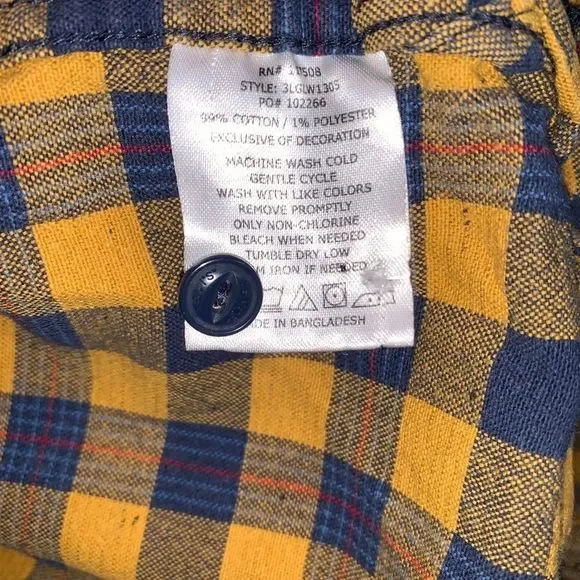 RN#
STYLE: 3LGLW1305
PO# 102266
99% COTTON / 1% POLYESTER
EXCLUSIVE OF DECORATION
MACHINE WASH COLD
GENTLE CYCLE
WASH WITH LIKE COLORS
REMOVE PROMPTLY
ONLY NON-CHLORINE
BLEACH WHEN NEEDED
TUMBLE DRY LOW
IRON IF NEEDED
IN BANGLADESH